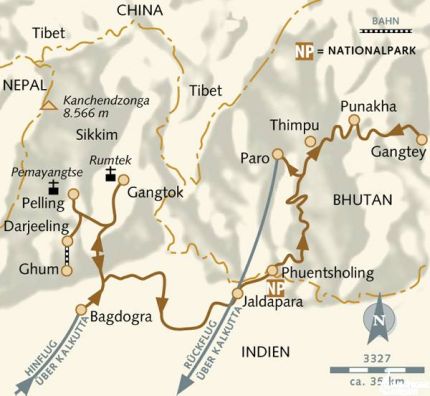 CHINA
BAHN
Tibet
NP = NATIONALPARK
NEPAL
Tibet
Kanchendzonga
8.566 m
Punakha
Thimpu
Sikkim
Gangtey
Rumtek
Paro
Pemayangtse
Gangtok
Pelling
BHUTAN
Darjeeling
Ghum
Phuentsholing
NP
Jaldapara
Bagdogra
HINFLUG
ÜBER KALKUTTA
RÜCKFLUG
ÜBER KALKUTTA
INDIEN
N
3327
ca. 35 km